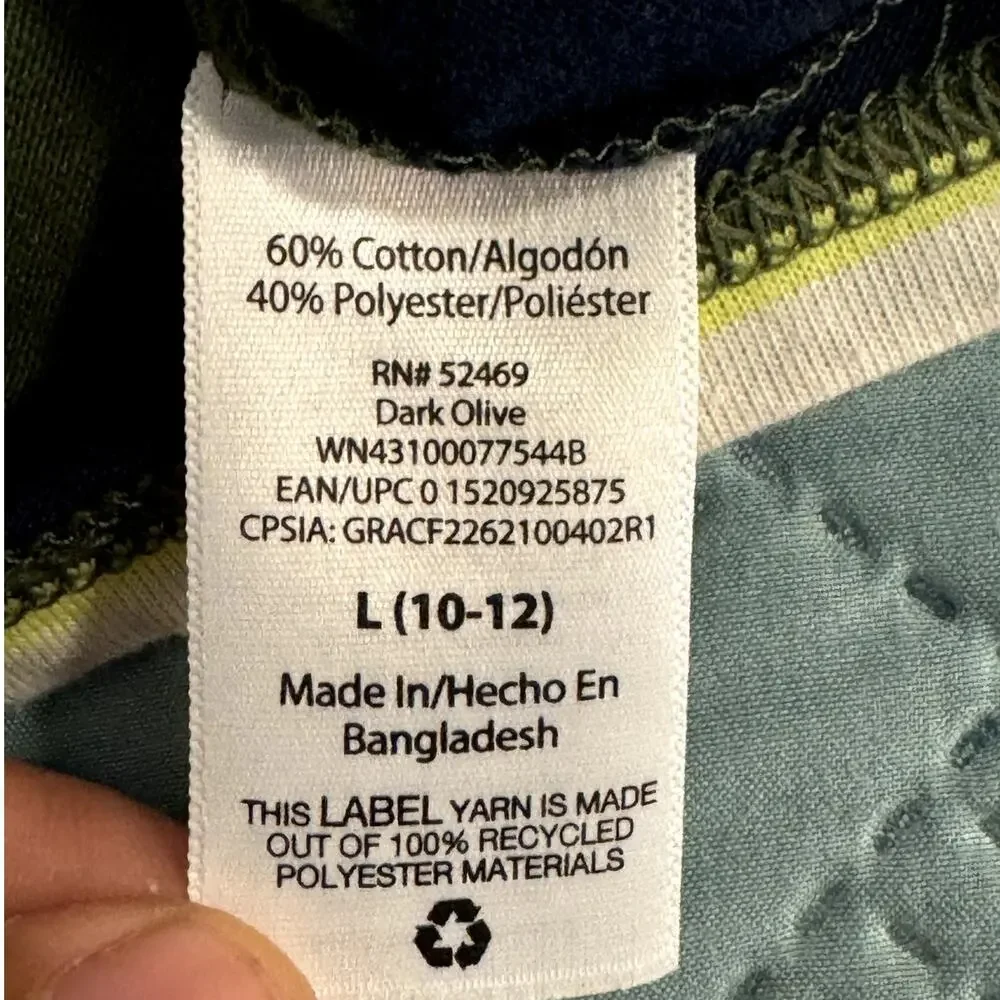 60% Cotton/Algodón
40% Polyester/Poliéster
RN# 52469
Dark Olive
WN43100077544B
EAN/UPC 0 1520925875
CPSIA: GRACF2262100402R1
L (10-12)
Made In/Hecho En
Bangladesh
THIS LABEL YARN IS MADE
OUT OF 100% RECYCLED
POLYESTER MATERIALS